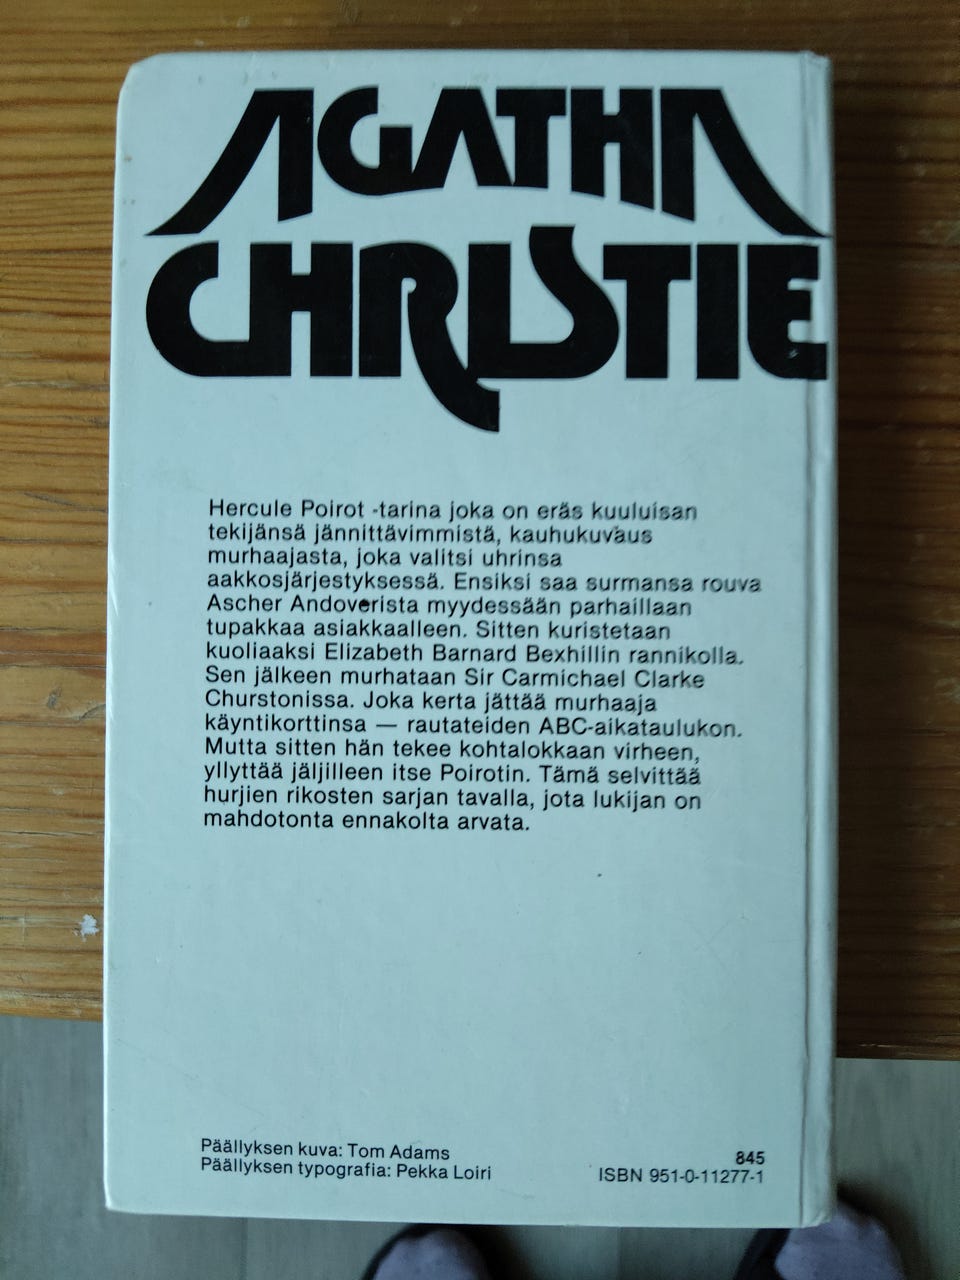 AGATHA
CHRISTIE
Hercule Poirot -tarina joka on eräs kuuluisan
tekijänsä jännittävimmistä, kauhukuvaus
murhaajasta, joka valitsi uhrinsa
aakkosjärjestyksessä. Ensiksi saa surmansa rouva
Ascher Andoverista myydessään parhaillaan
tupakkaa asiakkaalleen. Sitten kuristetaan
kuoliaaksi Elizabeth Barnard Bexhillin rannikolla.
Sen jälkeen murhataan Sir Carmichael Clarke
Churstonissa. Joka kerta jättää murhaaja
käyntikorttinsa — rautateiden ABC-aikataulukon.
Mutta sitten hän tekee kohtalokkaan virheen,
yllyttää jäljilleen itse Poirotin. Tämä selvittää
hurjien rikosten sarjan tavalla, jota lukijan on
mahdotonta ennakolta arvata.
Päällyksen kuva: Tom Adams
Päällyksen typografia: Pekka Loiri
845
ISBN 951-0-11277-1